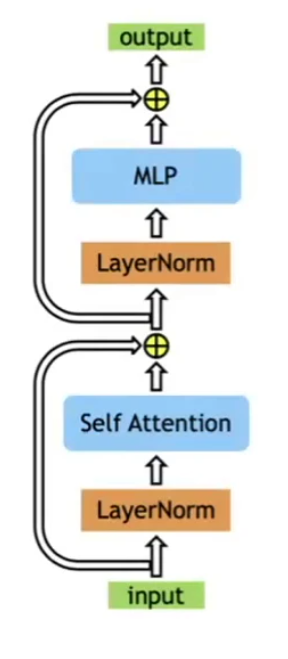 output
MLP
LayerNorm
Self Attention
LayerNorm
input